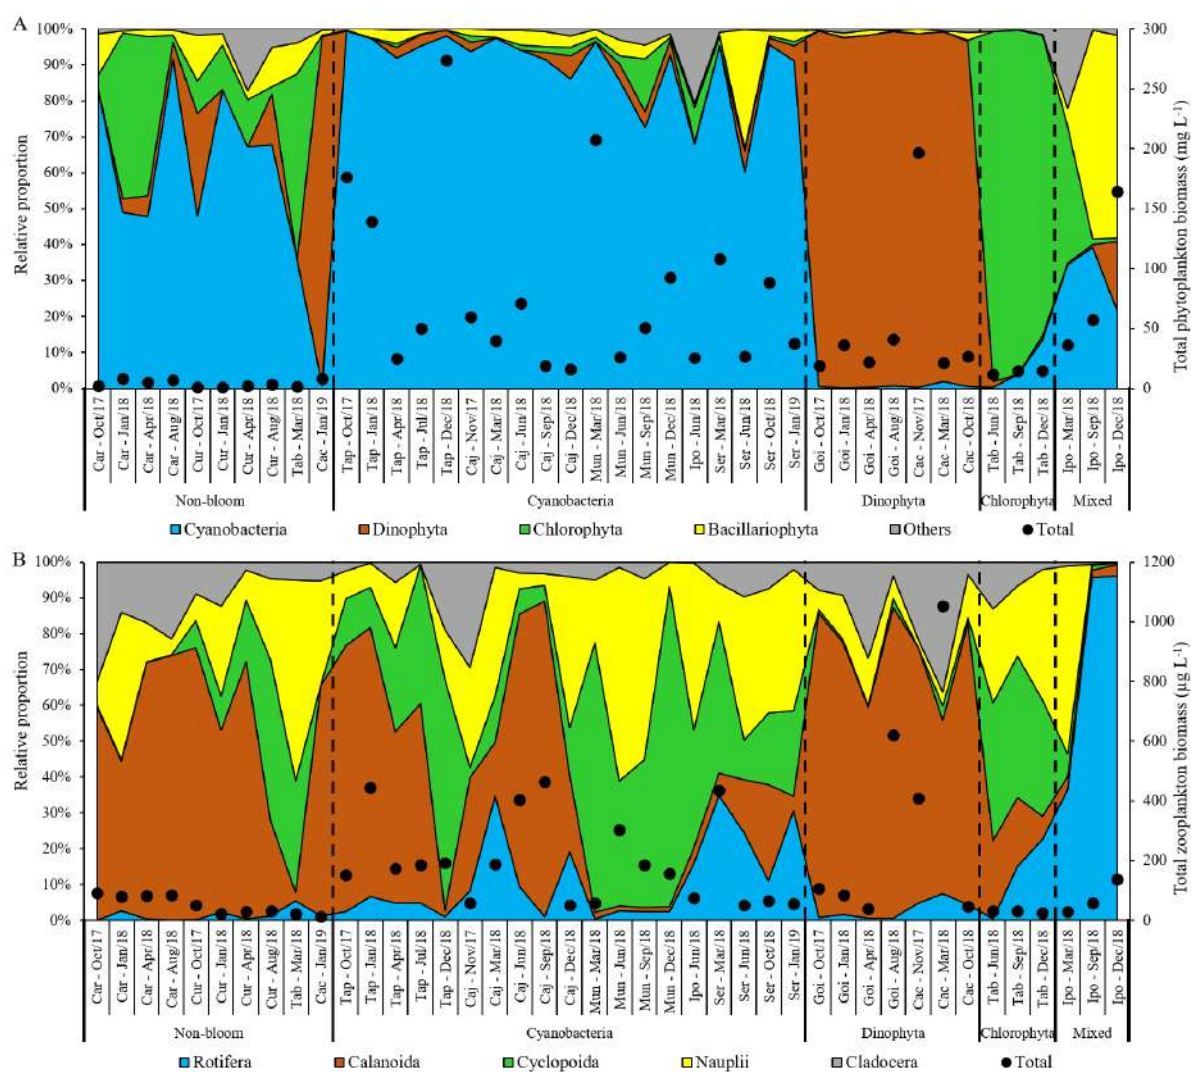 A
100%
90%
80%
70%
60%
50%
40%
30%
20%
10%
0%
Relative proportion
300
250
200
150
100
50
0
Total phytoplankton biomass (mg L⁻¹)
Car - Oct/17
Car - Jan/18
Car - Apr/18
Car - Aug/18
Cur - Oct/17
Cur - Jan/18
Cur - Apr/18
Cur - Aug/18
Tab - Mar/18
Cac - Jan/19
Tap - Oct/17
Tap - Jan/18
Tap - Apr/18
Tap - Jul/18
Tap - Dec/18
Caj - Nov/17
Caj - Mar/18
Caj - Jun/18
Caj - Sep/18
Caj - Dec/18
Mun - Mar/18
Mun - Jun/18
Mun - Sep/18
Mun - Dec/18
Ipo - Jun/18
Ser - Mar/18
Ser - Jun/18
Ser - Oct/18
Ser - Jan/19
Goi - Oct/17
Goi - Jan/18
Goi - Apr/18
Goi - Aug/18
Cac - Nov/17
Cac - Mar/18
Cac - Oct/18
Tab - Jun/18
Tab - Sep/18
Tab - Dec/18
Ipo - Mar/18
Ipo - Sep/18
Ipo - Dec/18
Non-bloom Cyanobacteria Dinophyta Chlorophyta Mixed
Cyanobacteria Dinophyta Chlorophyta Bacillariophyta Others Total
B
100%
90%
80%
70%
60%
50%
40%
30%
20%
10%
0%
Relative proportion
1200
1000
800
600
400
200
0
Total zooplankton biomass (µg L⁻¹)
Car - Oct/17
Car - Jan/18
Car - Apr/18
Car - Aug/18
Cur - Oct/17
Cur - Jan/18
Cur - Apr/18
Cur - Aug/18
Tab - Mar/18
Cac - Jan/19
Tap - Oct/17
Tap - Jan/18
Tap - Apr/18
Tap - Jul/18
Tap - Dec/18
Caj - Nov/17
Caj - Mar/18
Caj - Jun/18
Caj - Sep/18
Caj - Dec/18
Mun - Mar/18
Mun - Jun/18
Mun - Sep/18
Mun - Dec/18
Ipo - Jun/18
Ser - Mar/18
Ser - Jun/18
Ser - Oct/18
Ser - Jan/19
Goi - Oct/17
Goi - Jan/18
Goi - Apr/18
Goi - Aug/18
Cac - Nov/17
Cac - Mar/18
Cac - Oct/18
Tab - Jun/18
Tab - Sep/18
Tab - Dec/18
Ipo - Mar/18
Ipo - Sep/18
Ipo - Dec/18
Non-bloom Cyanobacteria Dinophyta Chlorophyta Mixed
Rotifera Calanoida Cyclopoida Nauplii Cladocera Total